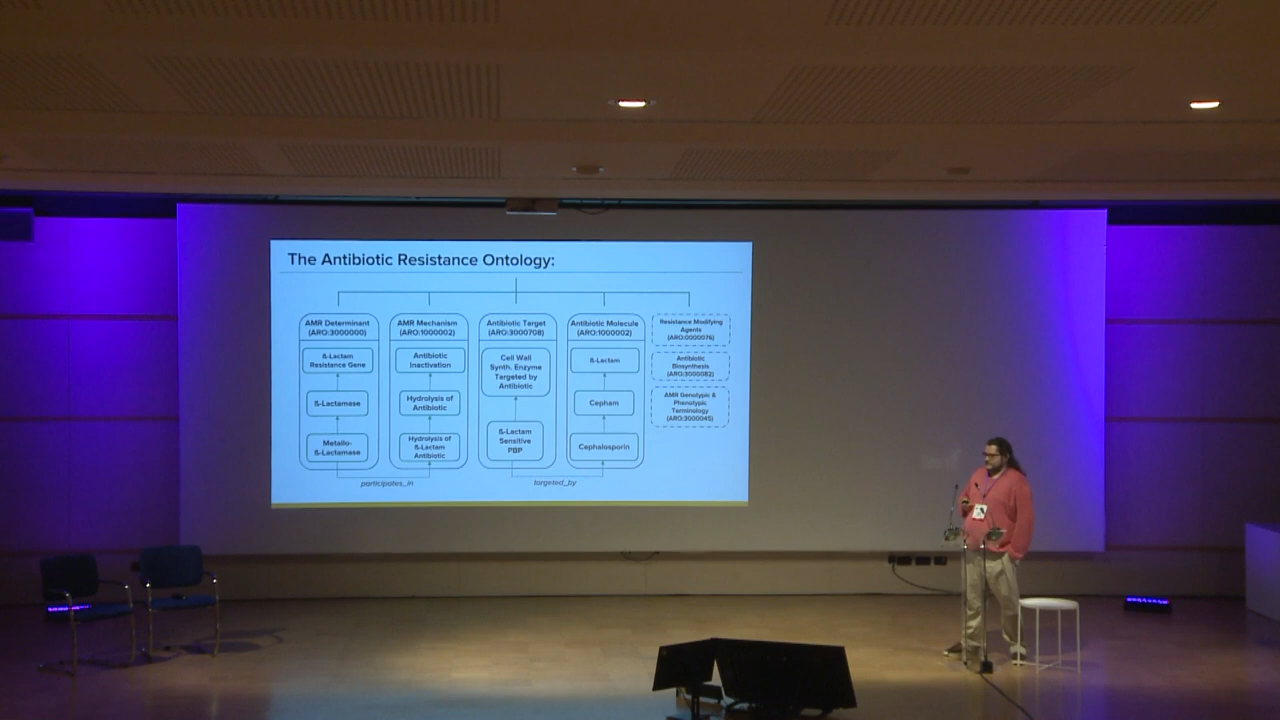 The Antibiotic Resistance Ontology:
AMR Determinant
(ARO:3000000)
ß-Lactam
Resistance Gene
ß-Lactamase
Metallo-
ß-Lactamase
AMR Mechanism
(ARO:1000002)
Antibiotic
Inactivation
Hydrolysis of
Antibiotic
Hydrolysis of
ß-Lactam
Antibiotic
participates_in
Antibiotic Target
(ARO:3000708)
Cell Wall
Synth. Enzyme
Targeted by
Antibiotic
ß-Lactam
Sensitive
PBP
Antibiotic Molecule
(ARO:1000002)
ß-Lactam
Cepham
Cephalosporin
targeted_by
Resistance Modifying
Agents
(ARO:0000076)
Antibiotic
Biosynthesis
(ARO:3000082)
AMR Genotypic &
Phenotypic
Terminology
(ARO:3000045)